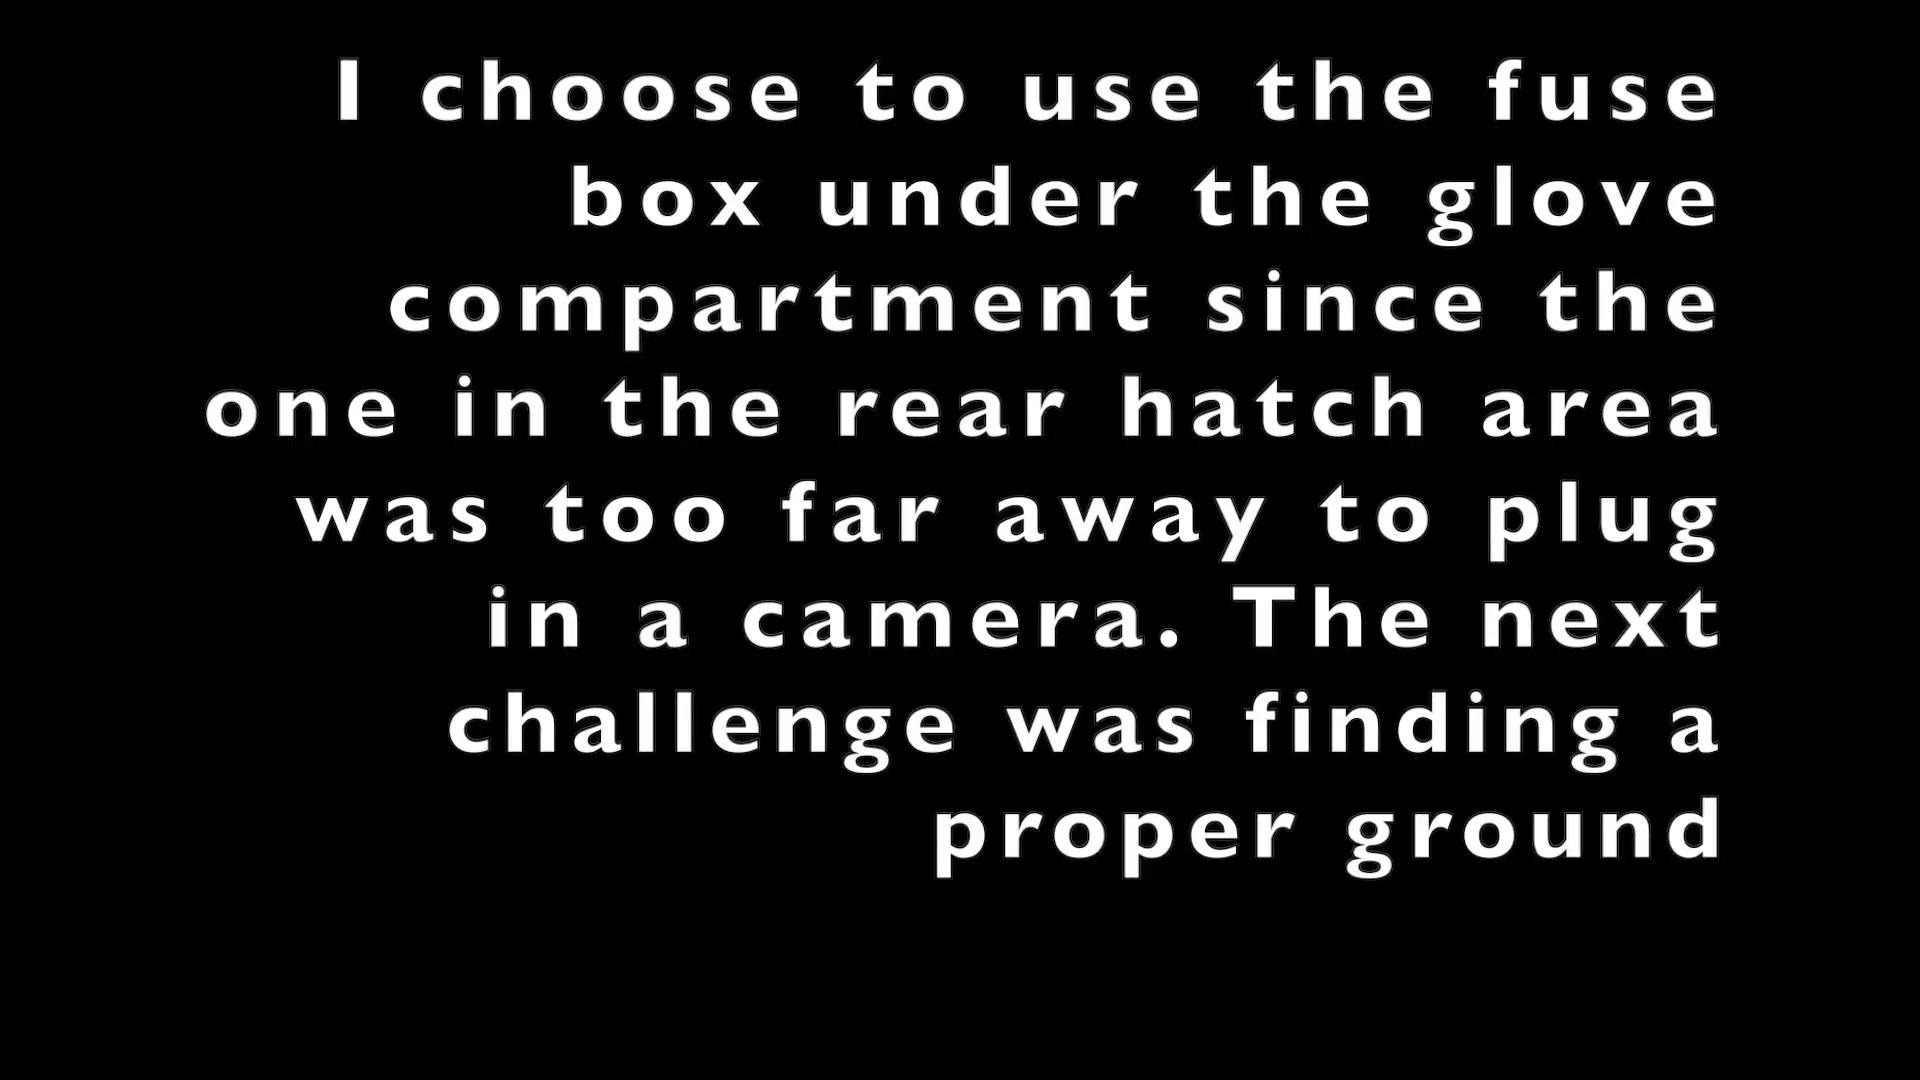 I choose to use the fuse
box under the glove
compartment since the
one in the rear hatch area
was too far away to plug
in a camera. The next
challenge was finding a
proper ground